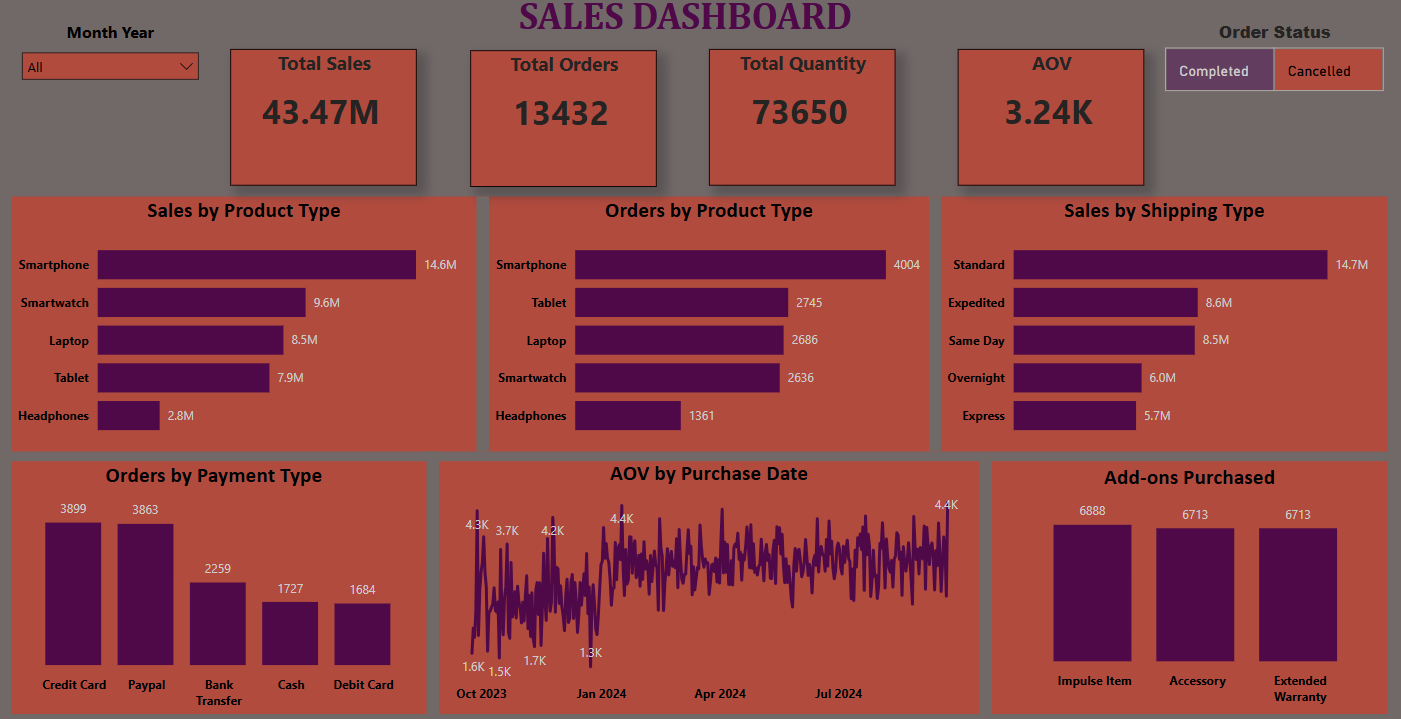 SALES DASHBOARD
Month Year
All
Total Sales
43.47M
Total Orders
13432
Total Quantity
73650
AOV
3.24K
Order Status
Completed
Cancelled
Sales by Product Type
Smartphone 14.6M
Smartwatch 9.6M
Laptop 8.5M
Tablet 7.9M
Headphones 2.8M
Orders by Product Type
Smartphone 4004
Tablet 2745
Laptop 2686
Smartwatch 2636
Headphones 1361
Sales by Shipping Type
Standard 14.7M
Expedited 8.6M
Same Day 8.5M
Overnight 6.0M
Express 5.7M
Orders by Payment Type
3899 3863 2259 1727 1684
Credit Card Paypal Bank Cash Debit Card
Transfer
AOV by Purchase Date
4.3K 3.7K 4.2K 4.4K 4.4K
1.6K 1.5K 1.7K 1.3K
Oct 2023 Jan 2024 Apr 2024 Jul 2024
Add-ons Purchased
6888 6713 6713
Impulse Item Accessory Extended
Warranty